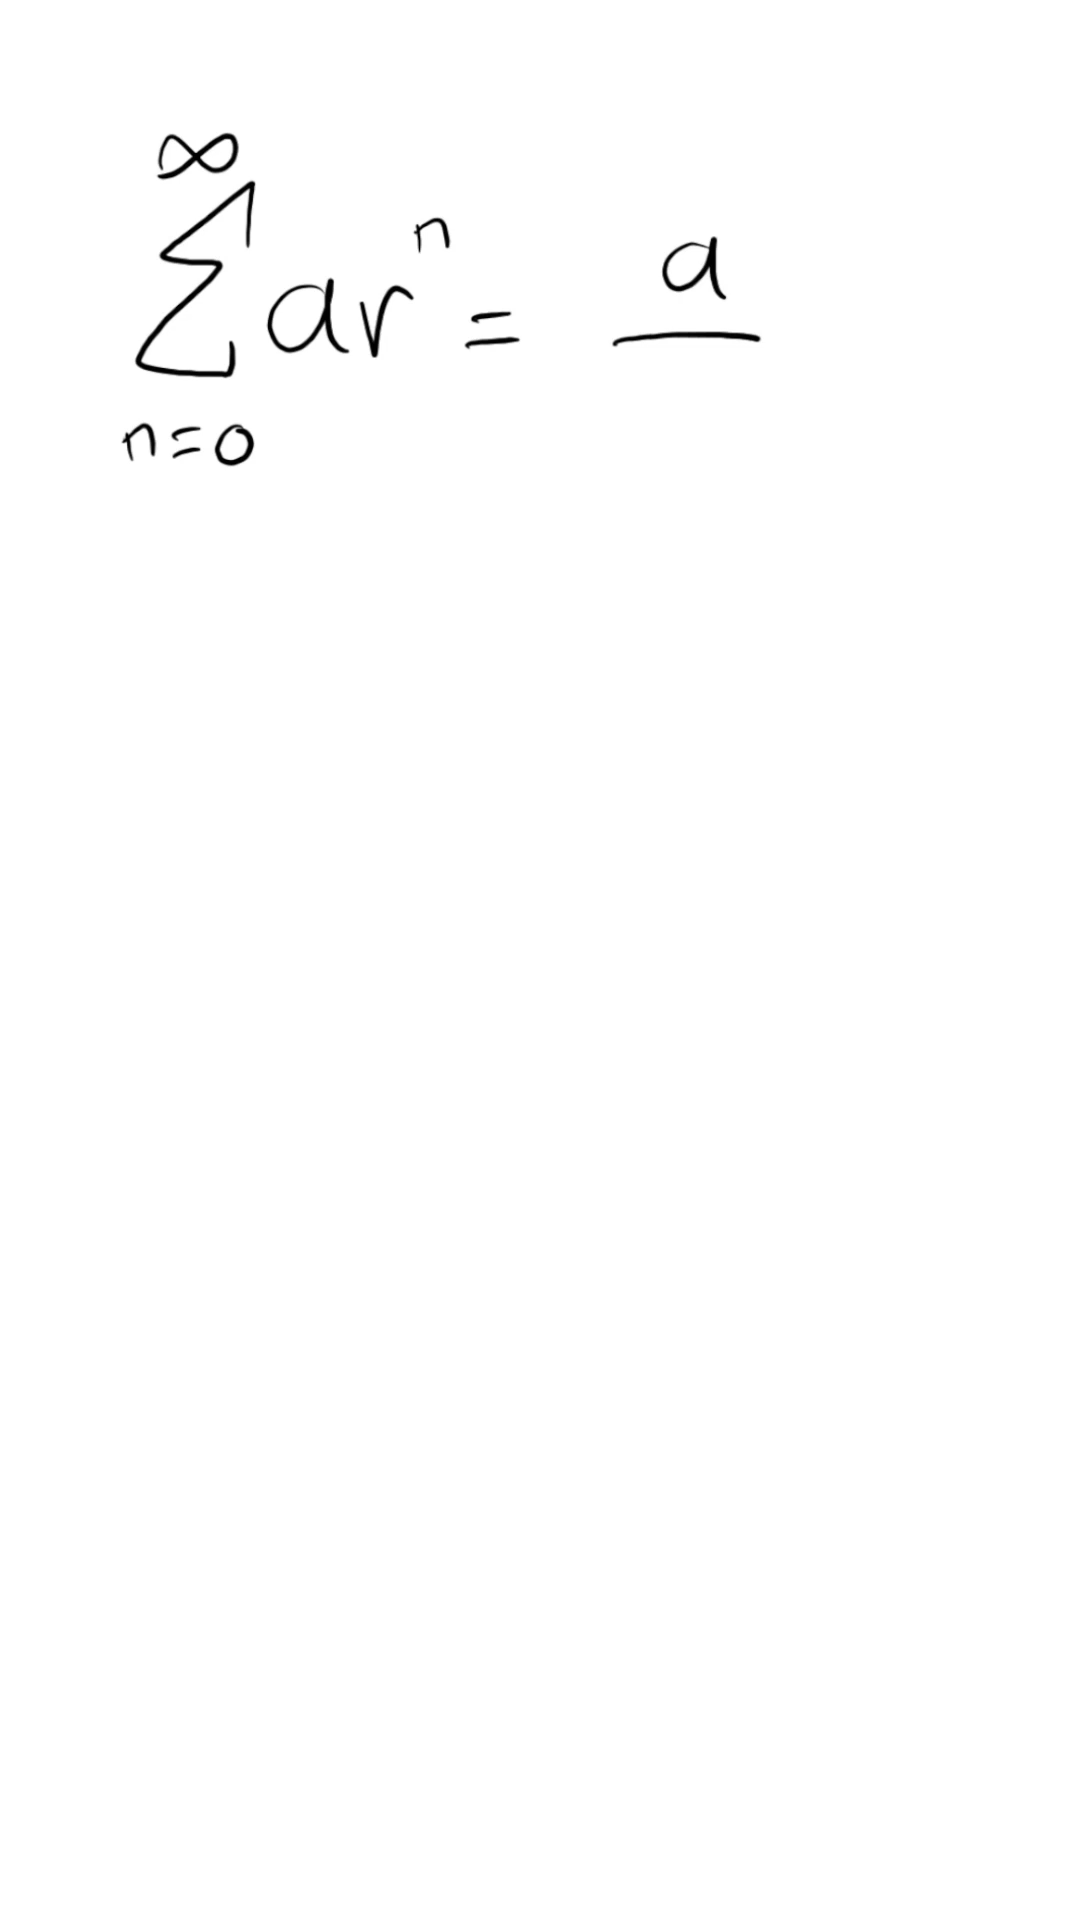 ∞
∑ arⁿ = a/
n=0